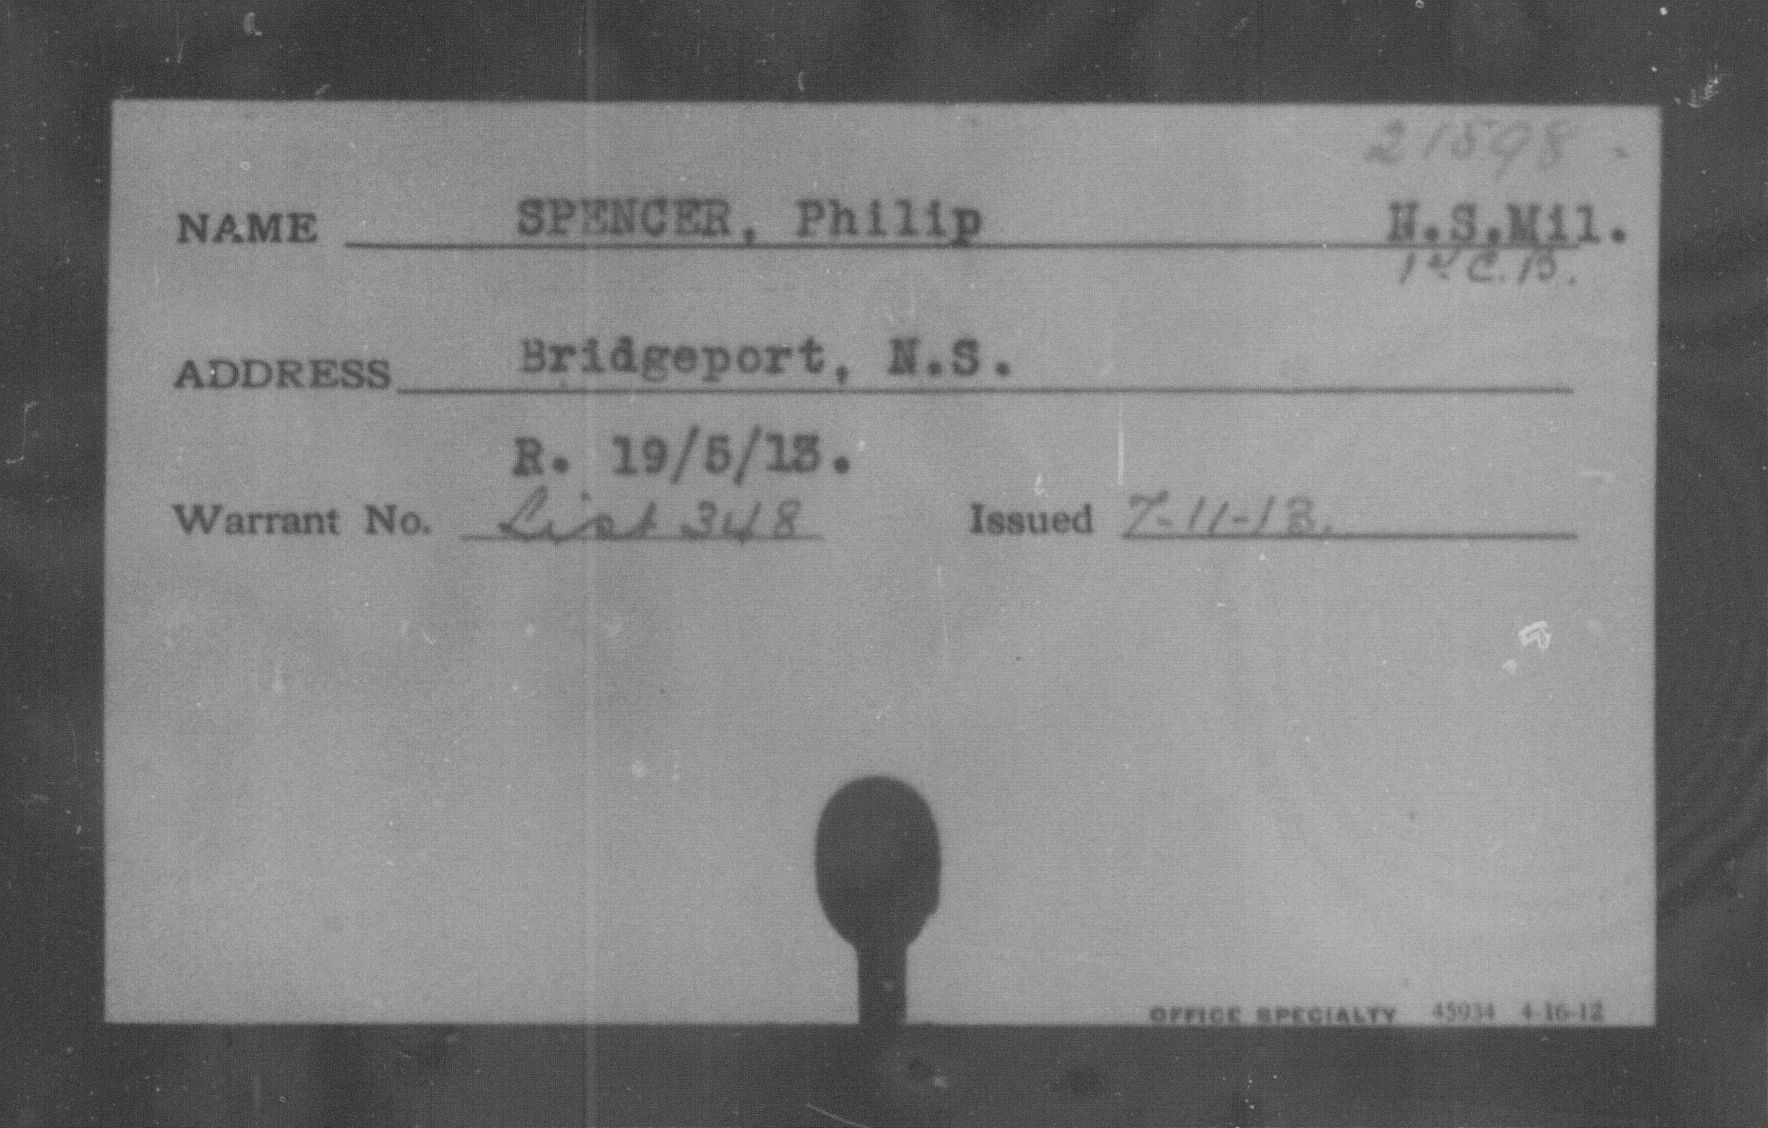 21598.
NAME SPENCER, Philip N.S.Mil.
1st C.B.
ADDRESS Bridgeport, N.S.
R. 19/5/13.
Warrant No. List 348 Issued 7-11-13.
OFFICE SPECIALTY 45934 4-16-12